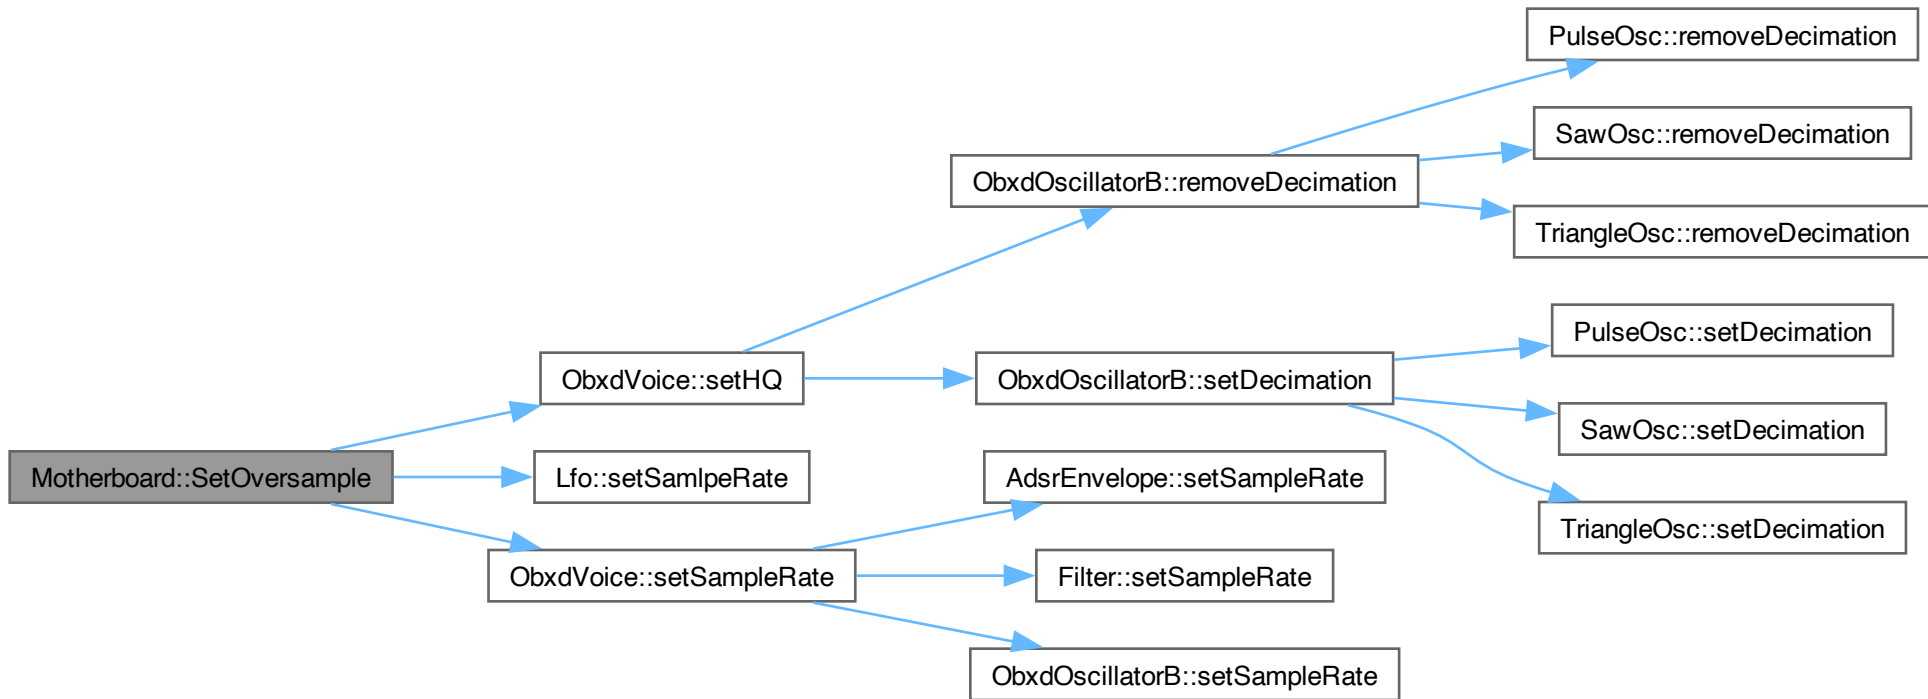 PulseOsc::removeDecimation
SawOsc::removeDecimation
ObxdOscillatorB::removeDecimation
TriangleOsc::removeDecimation
PulseOsc::setDecimation
ObxdVoice::setHQ
ObxdOscillatorB::setDecimation
SawOsc::setDecimation
Motherboard::SetOversample
Lfo::setSamlpeRate
AdsrEnvelope::setSampleRate
TriangleOsc::setDecimation
ObxdVoice::setSampleRate
Filter::setSampleRate
ObxdOscillatorB::setSampleRate